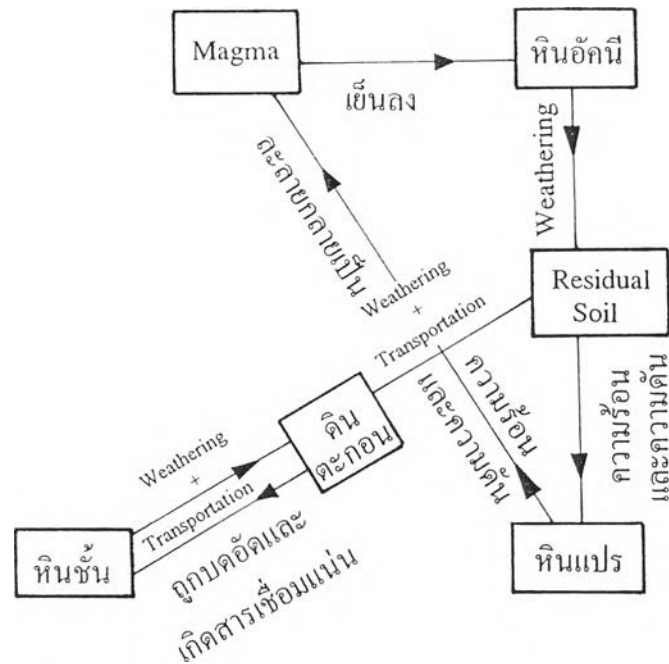 Magma
หินอัคนี
เย็นลง
Weathering
ละลายกลายเป็น
Weathering
+
Transportation
Residual
Soil
ความร้อน
และความดัน
ความร้อน
และความดัน
ดิน
ตะกอน
Weathering
+
Transportation
หินชั้น
ถูกบดอัดและ
เกิดสารเชื่อมแน่น
หินแปร